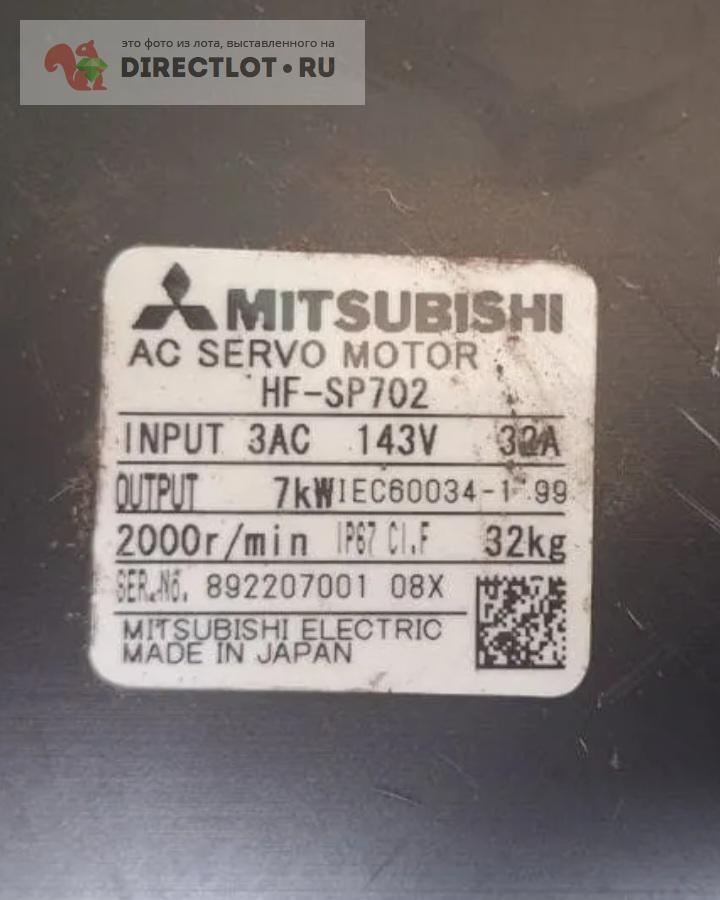 это фото из лота, выставленного на
DIRECTLOT.RU
MITSUBISHI
AC SERVO MOTOR
HF-SP702
INPUT 3AC 143V 32A
OUTPUT 7kW IEC60034-1 '99
2000r/min IP67 CI.F 32kg
SER.No. 892207001 08X
MITSUBISHI ELECTRIC
MADE IN JAPAN